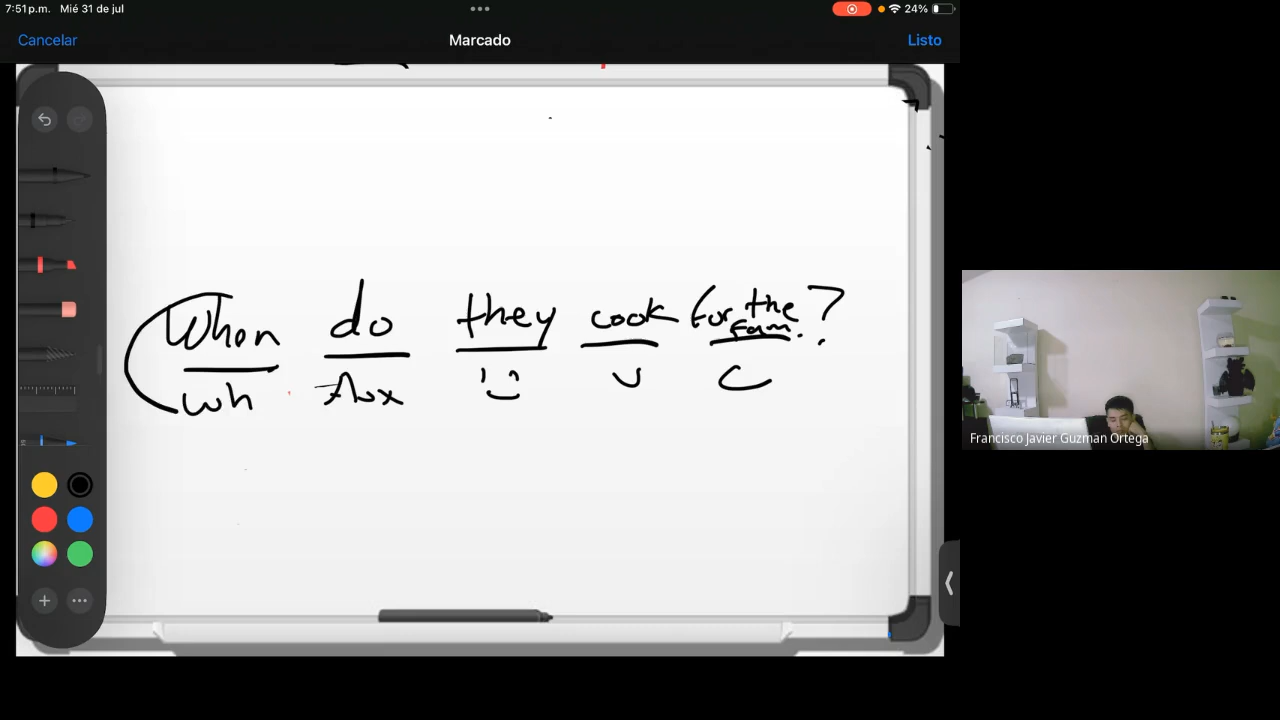 7:51 p.m. Mié 31 de jul
24%
Cancelar
Marcado
Listo
When do they cook for the fam.?
wh Aux V C
Francisco Javier Guzman Ortega